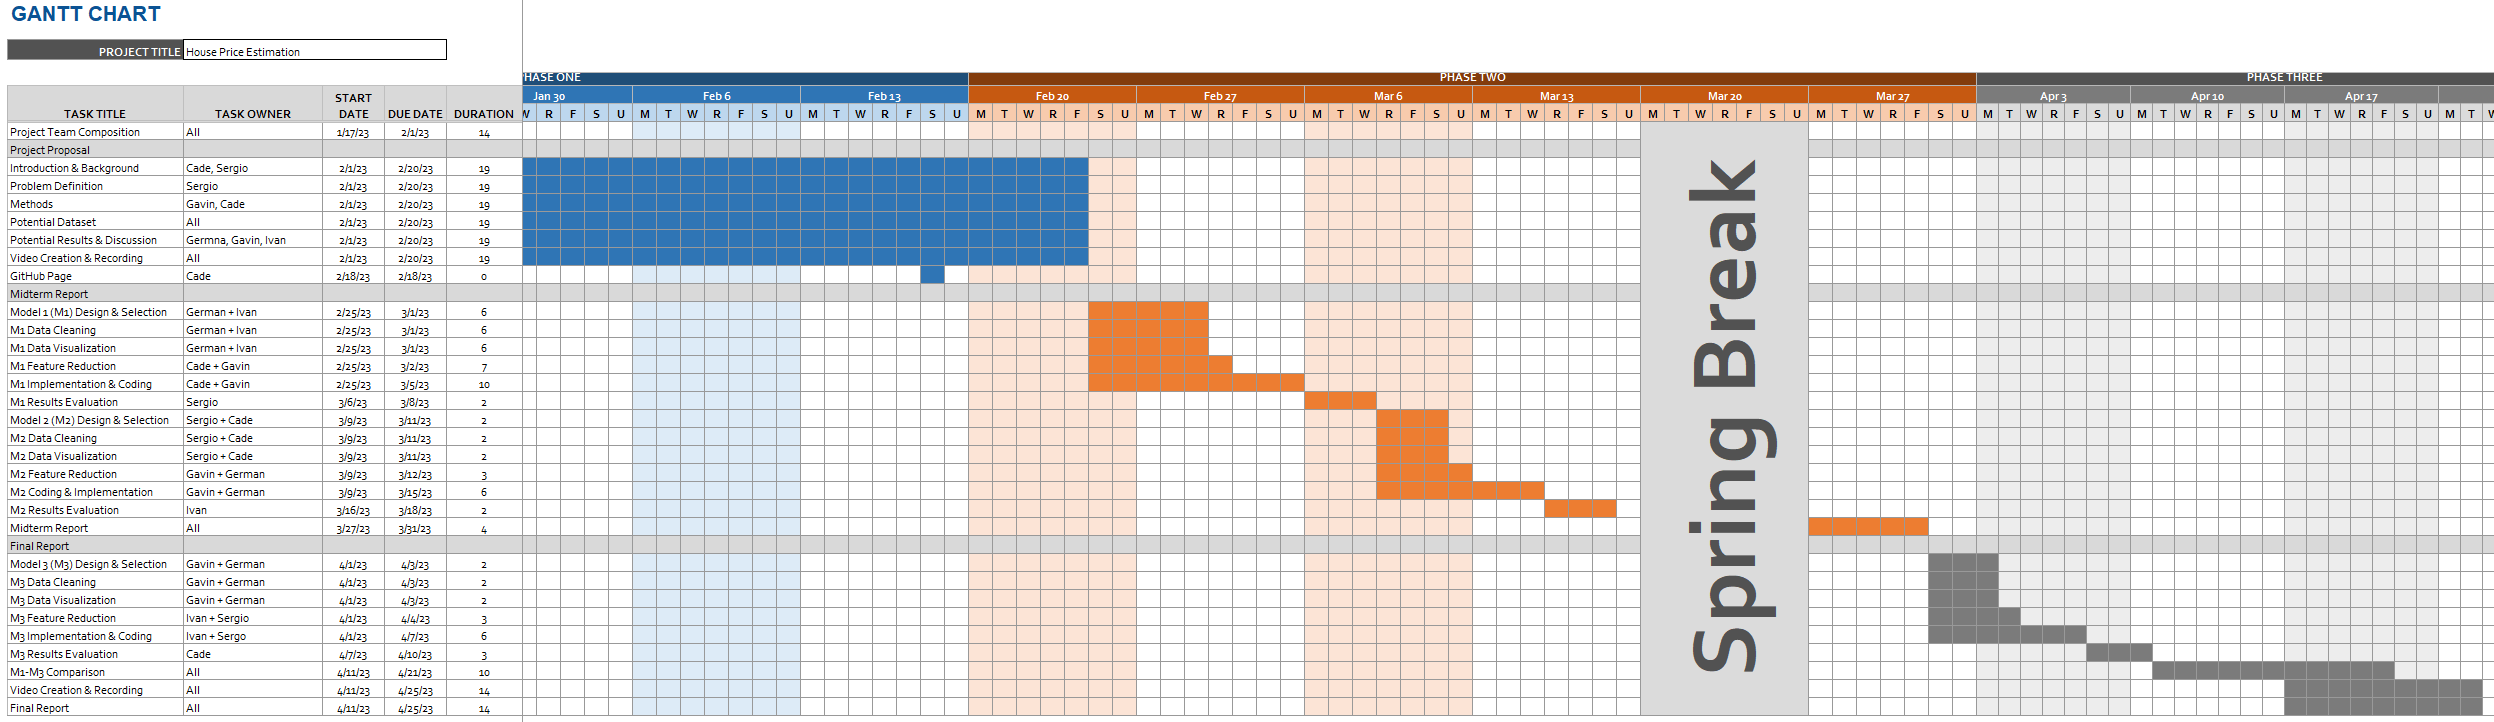 GANTT CHART
PROJECT TITLE House Price Estimation
HASE ONE PHASE TWO PHASE THREE
Jan 30 Feb 6 Feb 13 Feb 20 Feb 27 Mar 6 Mar 13 Mar 20 Mar 27 Apr 3 Apr 10 Apr 17
TASK TITLE TASK OWNER START DATE DUE DATE DURATION W R F S U M T W R F S U M T W R F S U M T W R F S U M T W R F S U M T W R F S U M T W R F S U M T W R F S U M T W R F S U M T W R F S U M T W R F S U M T W R F S U M T W
Project Team Composition All 1/17/23 2/1/23 14
Project Proposal
Introduction & Background Cade, Sergio 2/1/23 2/20/23 19
Problem Definition Sergio 2/1/23 2/20/23 19
Methods Gavin, Cade 2/1/23 2/20/23 19
Potential Dataset All 2/1/23 2/20/23 19
Potential Results & Discussion Germna, Gavin, Ivan 2/1/23 2/20/23 19
Video Creation & Recording All 2/1/23 2/20/23 19
GitHub Page Cade 2/18/23 2/18/23 0
Midterm Report
Model 1 (M1) Design & Selection German + Ivan 2/25/23 3/1/23 6
M1 Data Cleaning German + Ivan 2/25/23 3/1/23 6
M1 Data Visualization German + Ivan 2/25/23 3/1/23 6
M1 Feature Reduction Cade + Gavin 2/25/23 3/2/23 7
M1 Implementation & Coding Cade + Gavin 2/25/23 3/5/23 10
M1 Results Evaluation Sergio 3/6/23 3/8/23 2
Model 2 (M2) Design & Selection Sergio + Cade 3/9/23 3/11/23 2
M2 Data Cleaning Sergio + Cade 3/9/23 3/11/23 2
M2 Data Visualization Sergio + Cade 3/9/23 3/11/23 2
M2 Feature Reduction Gavin + German 3/9/23 3/12/23 3
M2 Coding & Implementation Gavin + German 3/9/23 3/15/23 6
M2 Results Evaluation Ivan 3/16/23 3/18/23 2
Midterm Report All 3/27/23 3/31/23 4
Final Report
Model 3 (M3) Design & Selection Gavin + German 4/1/23 4/3/23 2
M3 Data Cleaning Gavin + German 4/1/23 4/3/23 2
M3 Data Visualization Gavin + German 4/1/23 4/3/23 2
M3 Feature Reduction Ivan + Sergio 4/1/23 4/4/23 3
M3 Implementation & Coding Ivan + Sergo 4/1/23 4/7/23 6
M3 Results Evaluation Cade 4/7/23 4/10/23 3
M1-M3 Comparison All 4/11/23 4/21/23 10
Video Creation & Recording All 4/11/23 4/25/23 14
Final Report All 4/11/23 4/25/23 14
Spring Break